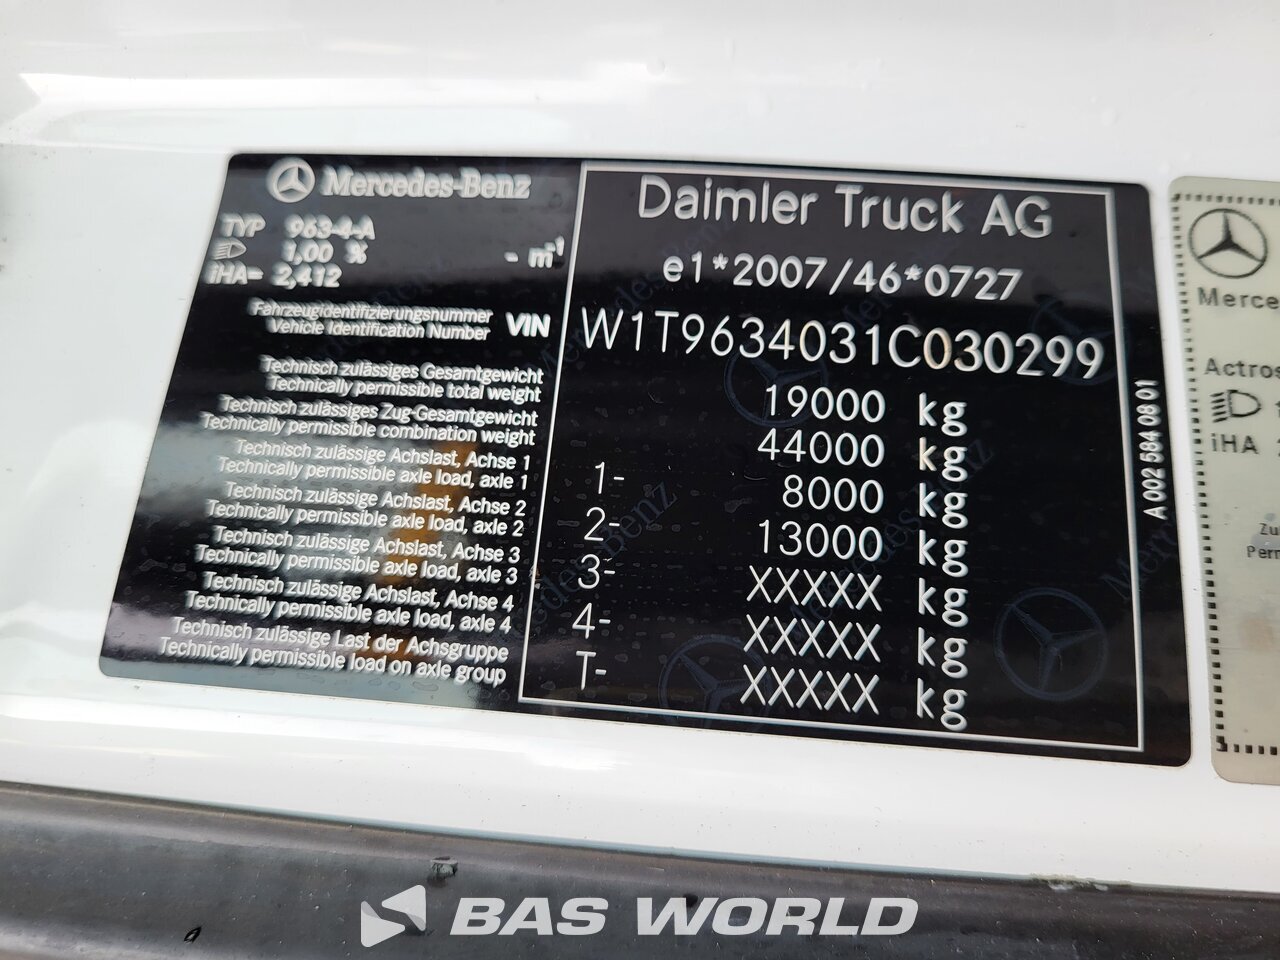 Mercedes-Benz
TYP 963-4-A
1,00 % - m⁻¹
iHA= 2,412
Daimler Truck AG
e1*2007/46*0727
Fahrzeugidentifizierungsnummer
Vehicle Identification Number VIN W1T9634031C030299
Technisch zulässiges Gesamtgewicht
Technically permissible total weight 19000 kg
Technisch zulässiges Zug-Gesamtgewicht
Technically permissible combination weight 44000 kg
Technisch zulässige Achslast, Achse 1
Technically permissible axle load, axle 1 1- 8000 kg
Technisch zulässige Achslast, Achse 2
Technically permissible axle load, axle 2 2- 13000 kg
Technisch zulässige Achslast, Achse 3
Technically permissible axle load, axle 3 3- XXXXX kg
Technisch zulässige Achslast, Achse 4
Technically permissible axle load, axle 4 4- XXXXX kg
Technisch zulässige Last der Achsgruppe
Technically permissible load on axle group T- XXXXX kg
A 002 584 08 01
Merce
Actros
iHA
Zu
Perm
BAS WORLD